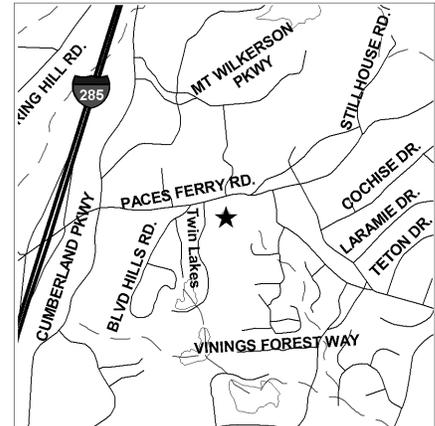 MT WILKERSON
PKWY
STILLHOUSE RD.
RING HILL RD.
285
COCHISE DR.
PACES FERRY RD.
LARAMIE DR.
TETON DR.
CUMBERLAND PKWY
BLVD HILLS RD.
Twin Lakes
VININGS FOREST WAY